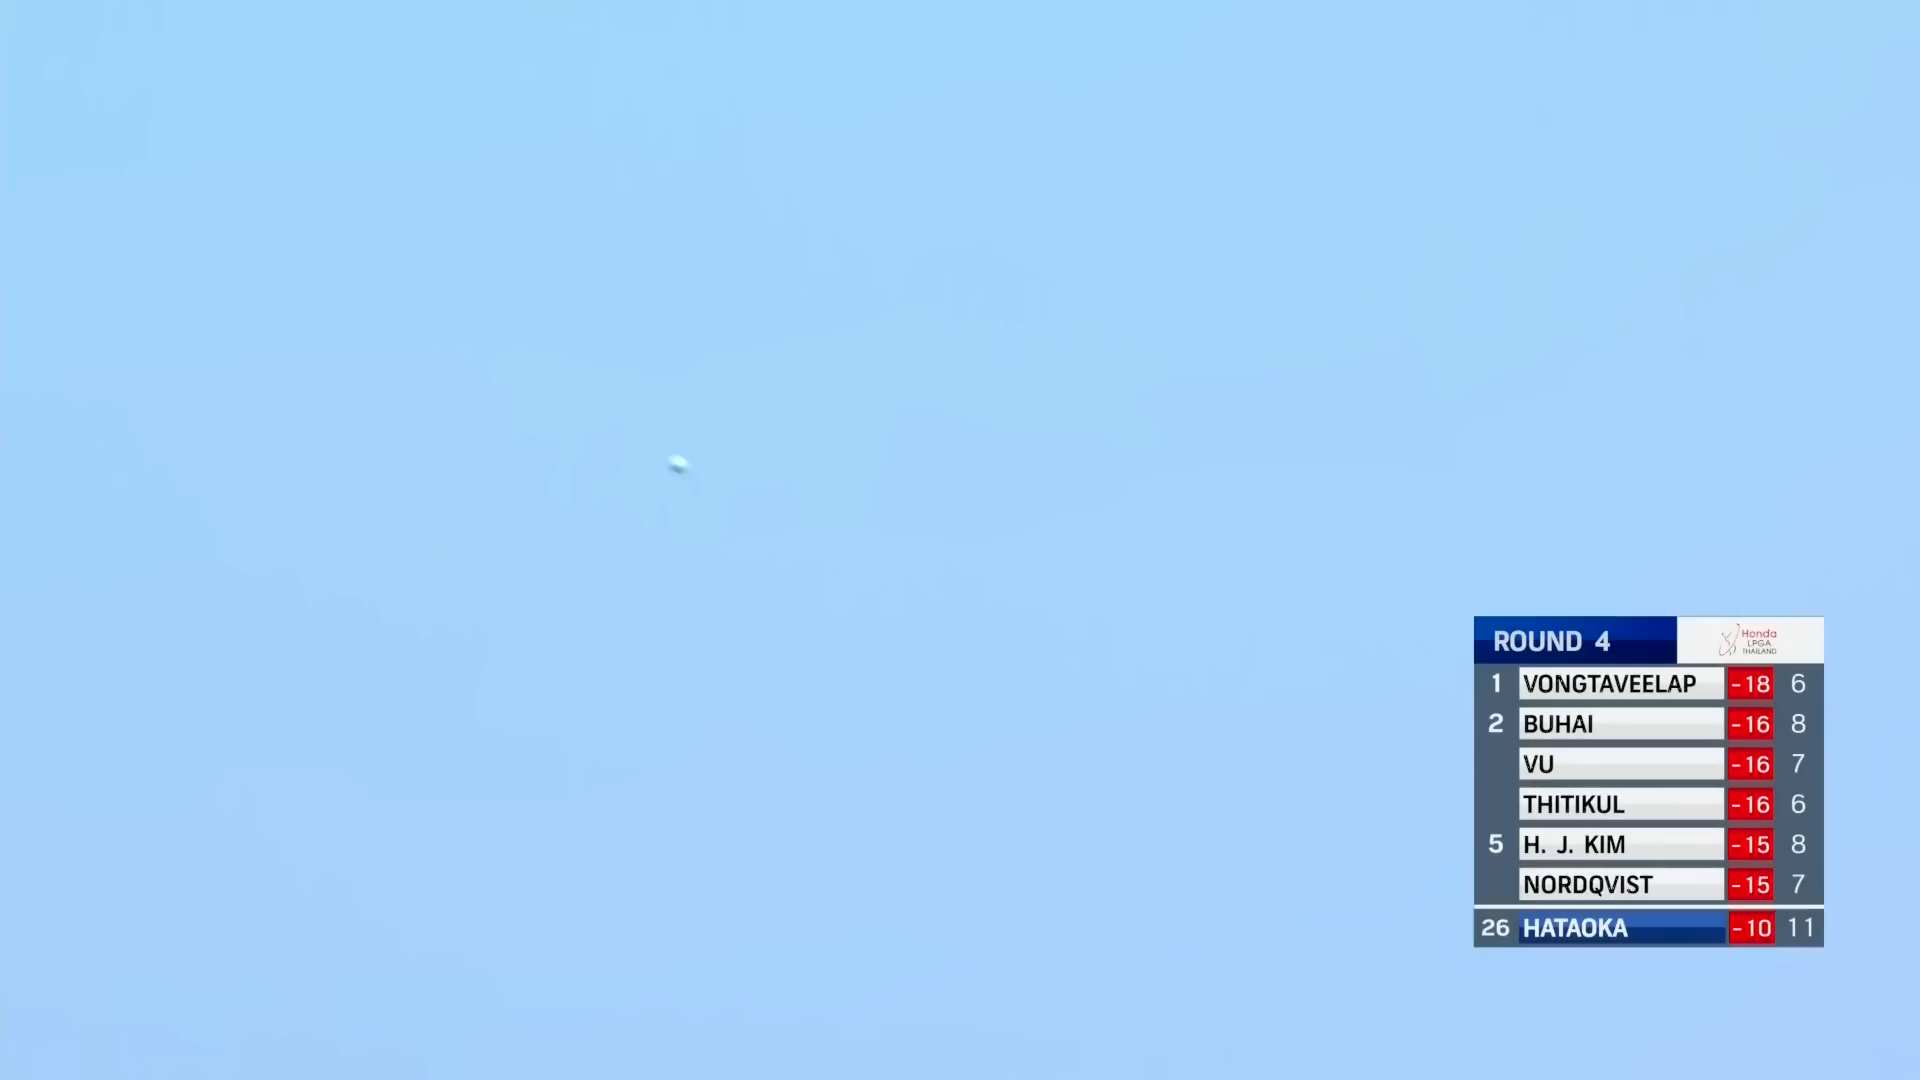 ROUND 4
Honda
LPGA
THAILAND
1 VONGTAVEELAP -18 6
2 BUHAI -16 8
VU -16 7
THITIKUL -16 6
5 H. J. KIM -15 8
NORDQVIST -15 7
26 HATAOKA -10 11